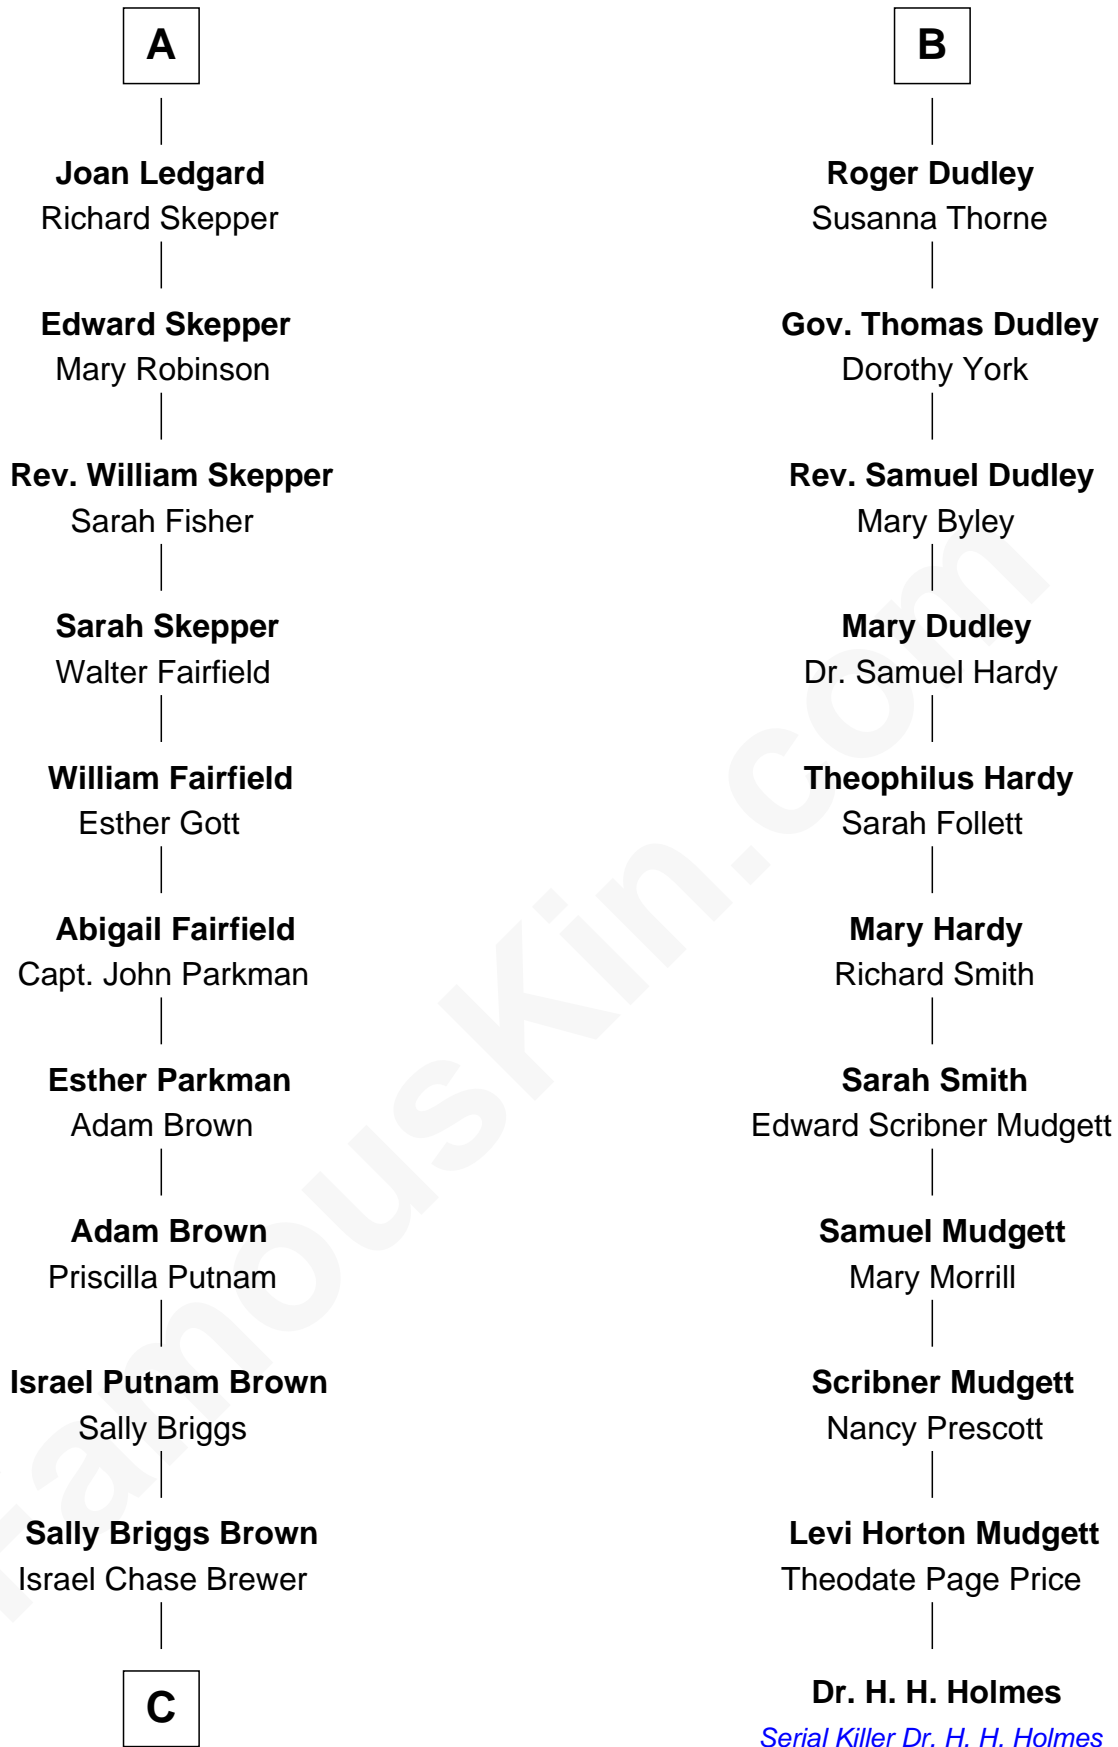 A
Joan Ledgard
Richard Skepper
Edward Skepper
Mary Robinson
Rev. William Skepper
Sarah Fisher
Sarah Skepper
Walter Fairfield
William Fairfield
Esther Gott
Abigail Fairfield
Capt. John Parkman
Esther Parkman
Adam Brown
Adam Brown
Priscilla Putnam
Israel Putnam Brown
Sally Briggs
Sally Briggs Brown
Israel Chase Brewer
C
B
Roger Dudley
Susanna Thorne
Gov. Thomas Dudley
Dorothy York
Rev. Samuel Dudley
Mary Byley
Mary Dudley
Dr. Samuel Hardy
Theophilus Hardy
Sarah Follett
Mary Hardy
Richard Smith
Sarah Smith
Edward Scribner Mudgett
Samuel Mudgett
Mary Morrill
Scribner Mudgett
Nancy Prescott
Levi Horton Mudgett
Theodate Page Price
Dr. H. H. Holmes
Serial Killer Dr. H. H. Holmes
FamousKin.com